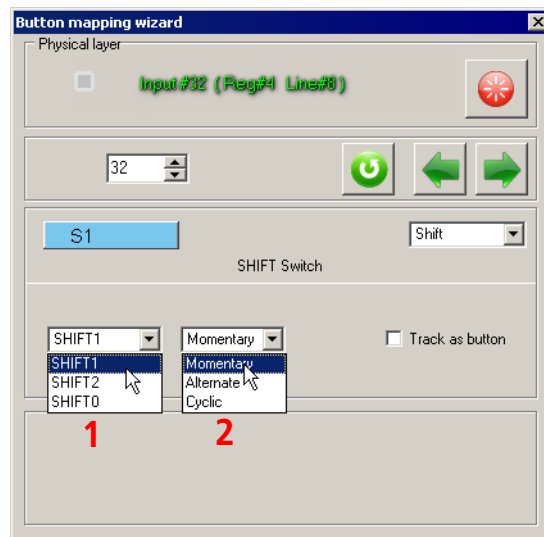 Button mapping wizard
Physical layer
Input#32 (Reg#4 Line#8)
32
S1
Shift
SHIFT Switch
SHIFT1
Momentary
Track as button
SHIFT1
SHIFT2
SHIFT0
Momentary
Alternate
Cyclic
1
2